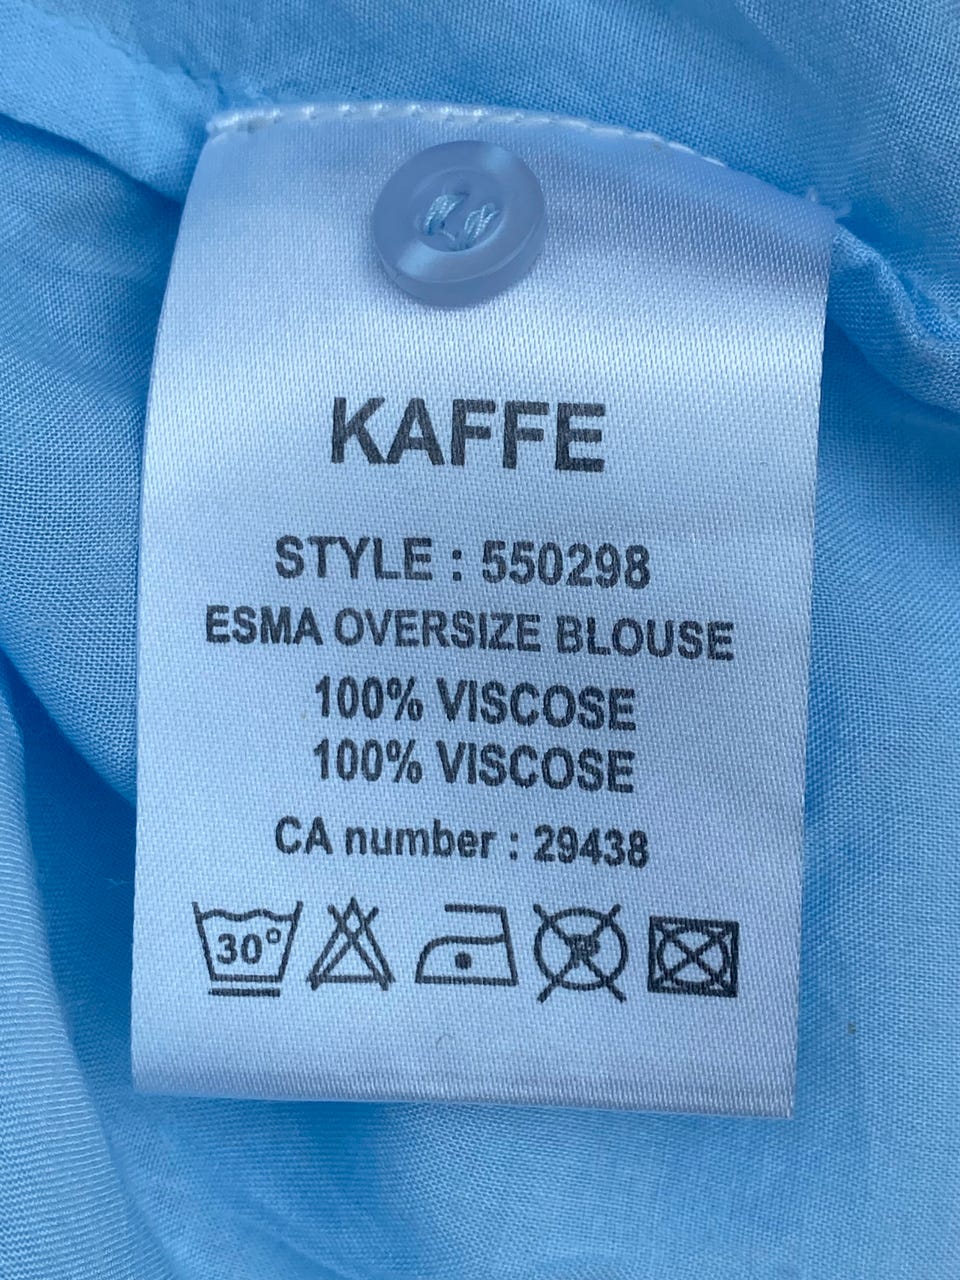 KAFFE
STYLE : 550298
ESMA OVERSIZE BLOUSE
100% VISCOSE
100% VISCOSE
CA number : 29438
30°